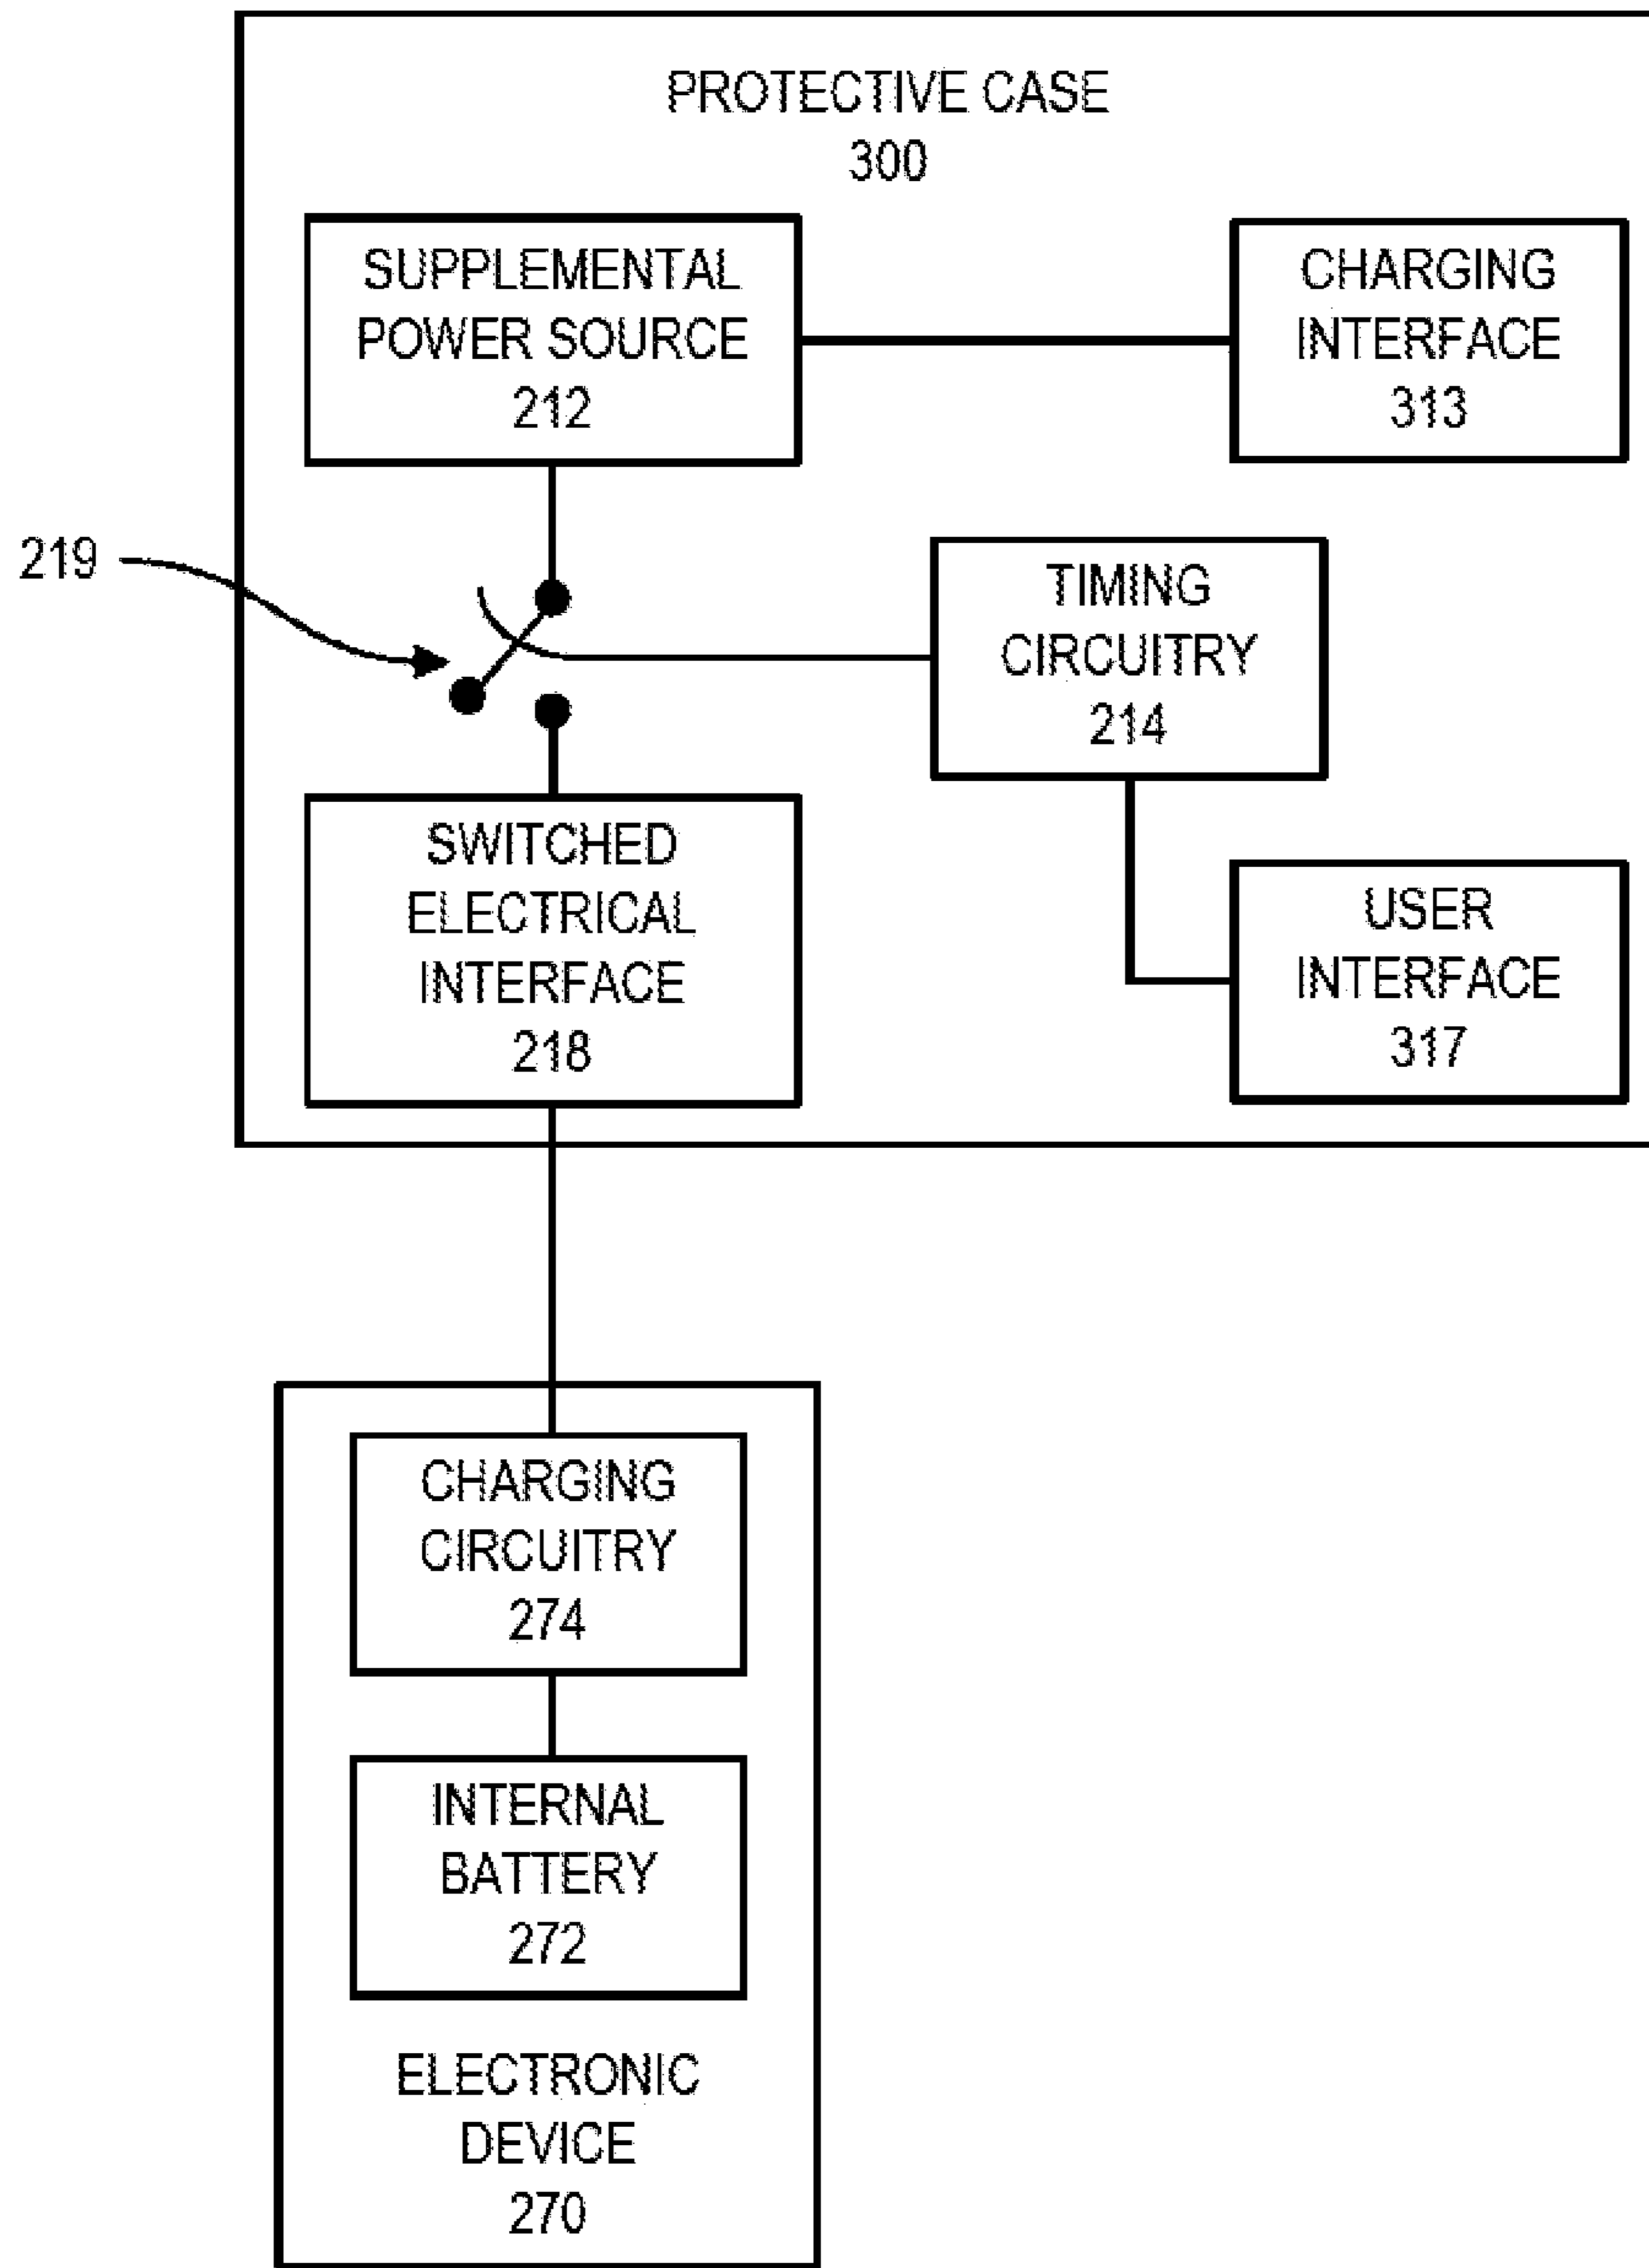 PROTECTIVE CASE
300
SUPPLEMENTAL
POWER SOURCE
212
CHARGING
INTERFACE
313
219
TIMING
CIRCUITRY
214
SWITCHED
ELECTRICAL
INTERFACE
218
USER
INTERFACE
317
CHARGING
CIRCUITRY
274
INTERNAL
BATTERY
272
ELECTRONIC
DEVICE
270